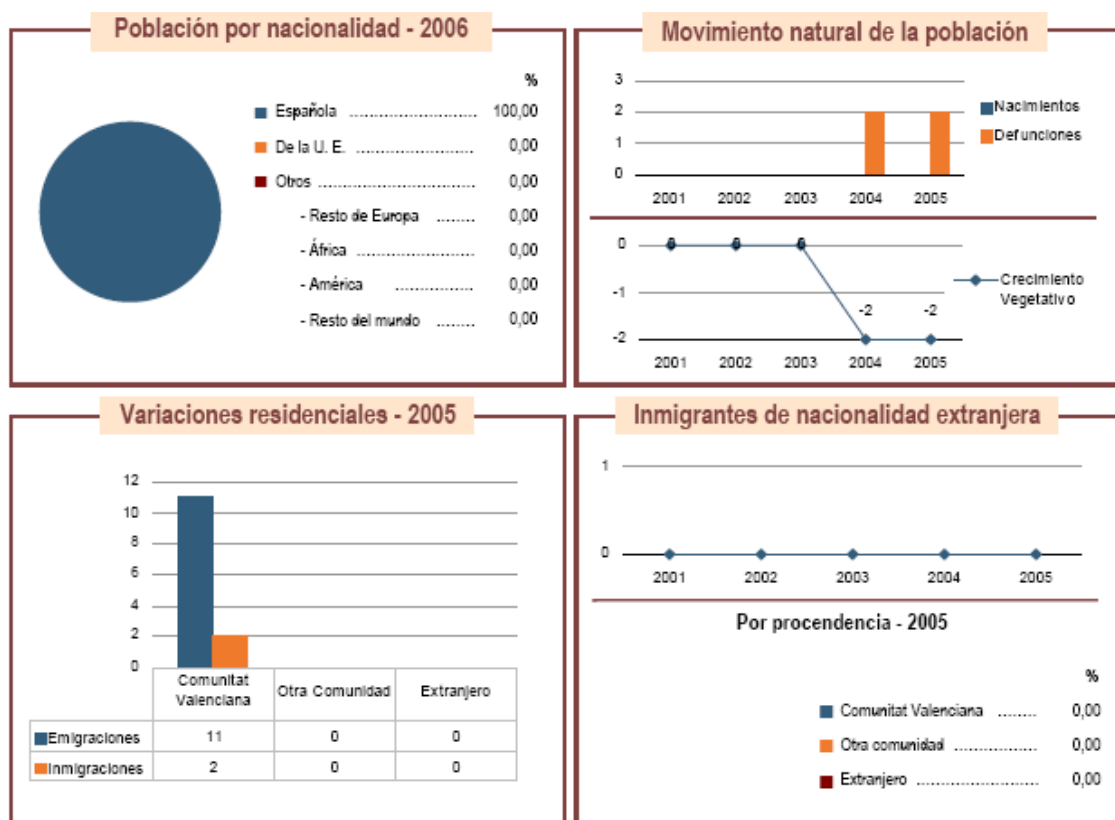 Población por nacionalidad - 2006
%
Española .................... 100,00
De la U. E. .................. 0,00
Otros .......................... 0,00
- Resto de Europa ........ 0,00
- África ........................ 0,00
- América ........ 0,00
- Resto del mundo ........ 0,00
Movimiento natural de la población
3
2
1
0
2001 2002 2003 2004 2005
Nacimientos
Defunciones
0
-1
-2
0 0 0 -2 -2
2001 2002 2003 2004 2005
Crecimiento
Vegetativo
Variaciones residenciales - 2005
12
10
8
6
4
2
0
Comunitat
Valenciana
Otra Comunidad
Extranjero
Emigraciones 11 0 0
Inmigraciones 2 0 0
Inmigrantes de nacionalidad extranjera
1
0
2001 2002 2003 2004 2005
Por procendencia - 2005
%
Comunitat Valenciana ........ 0,00
Otra comunidad .................. 0,00
Extranjero .......................... 0,00